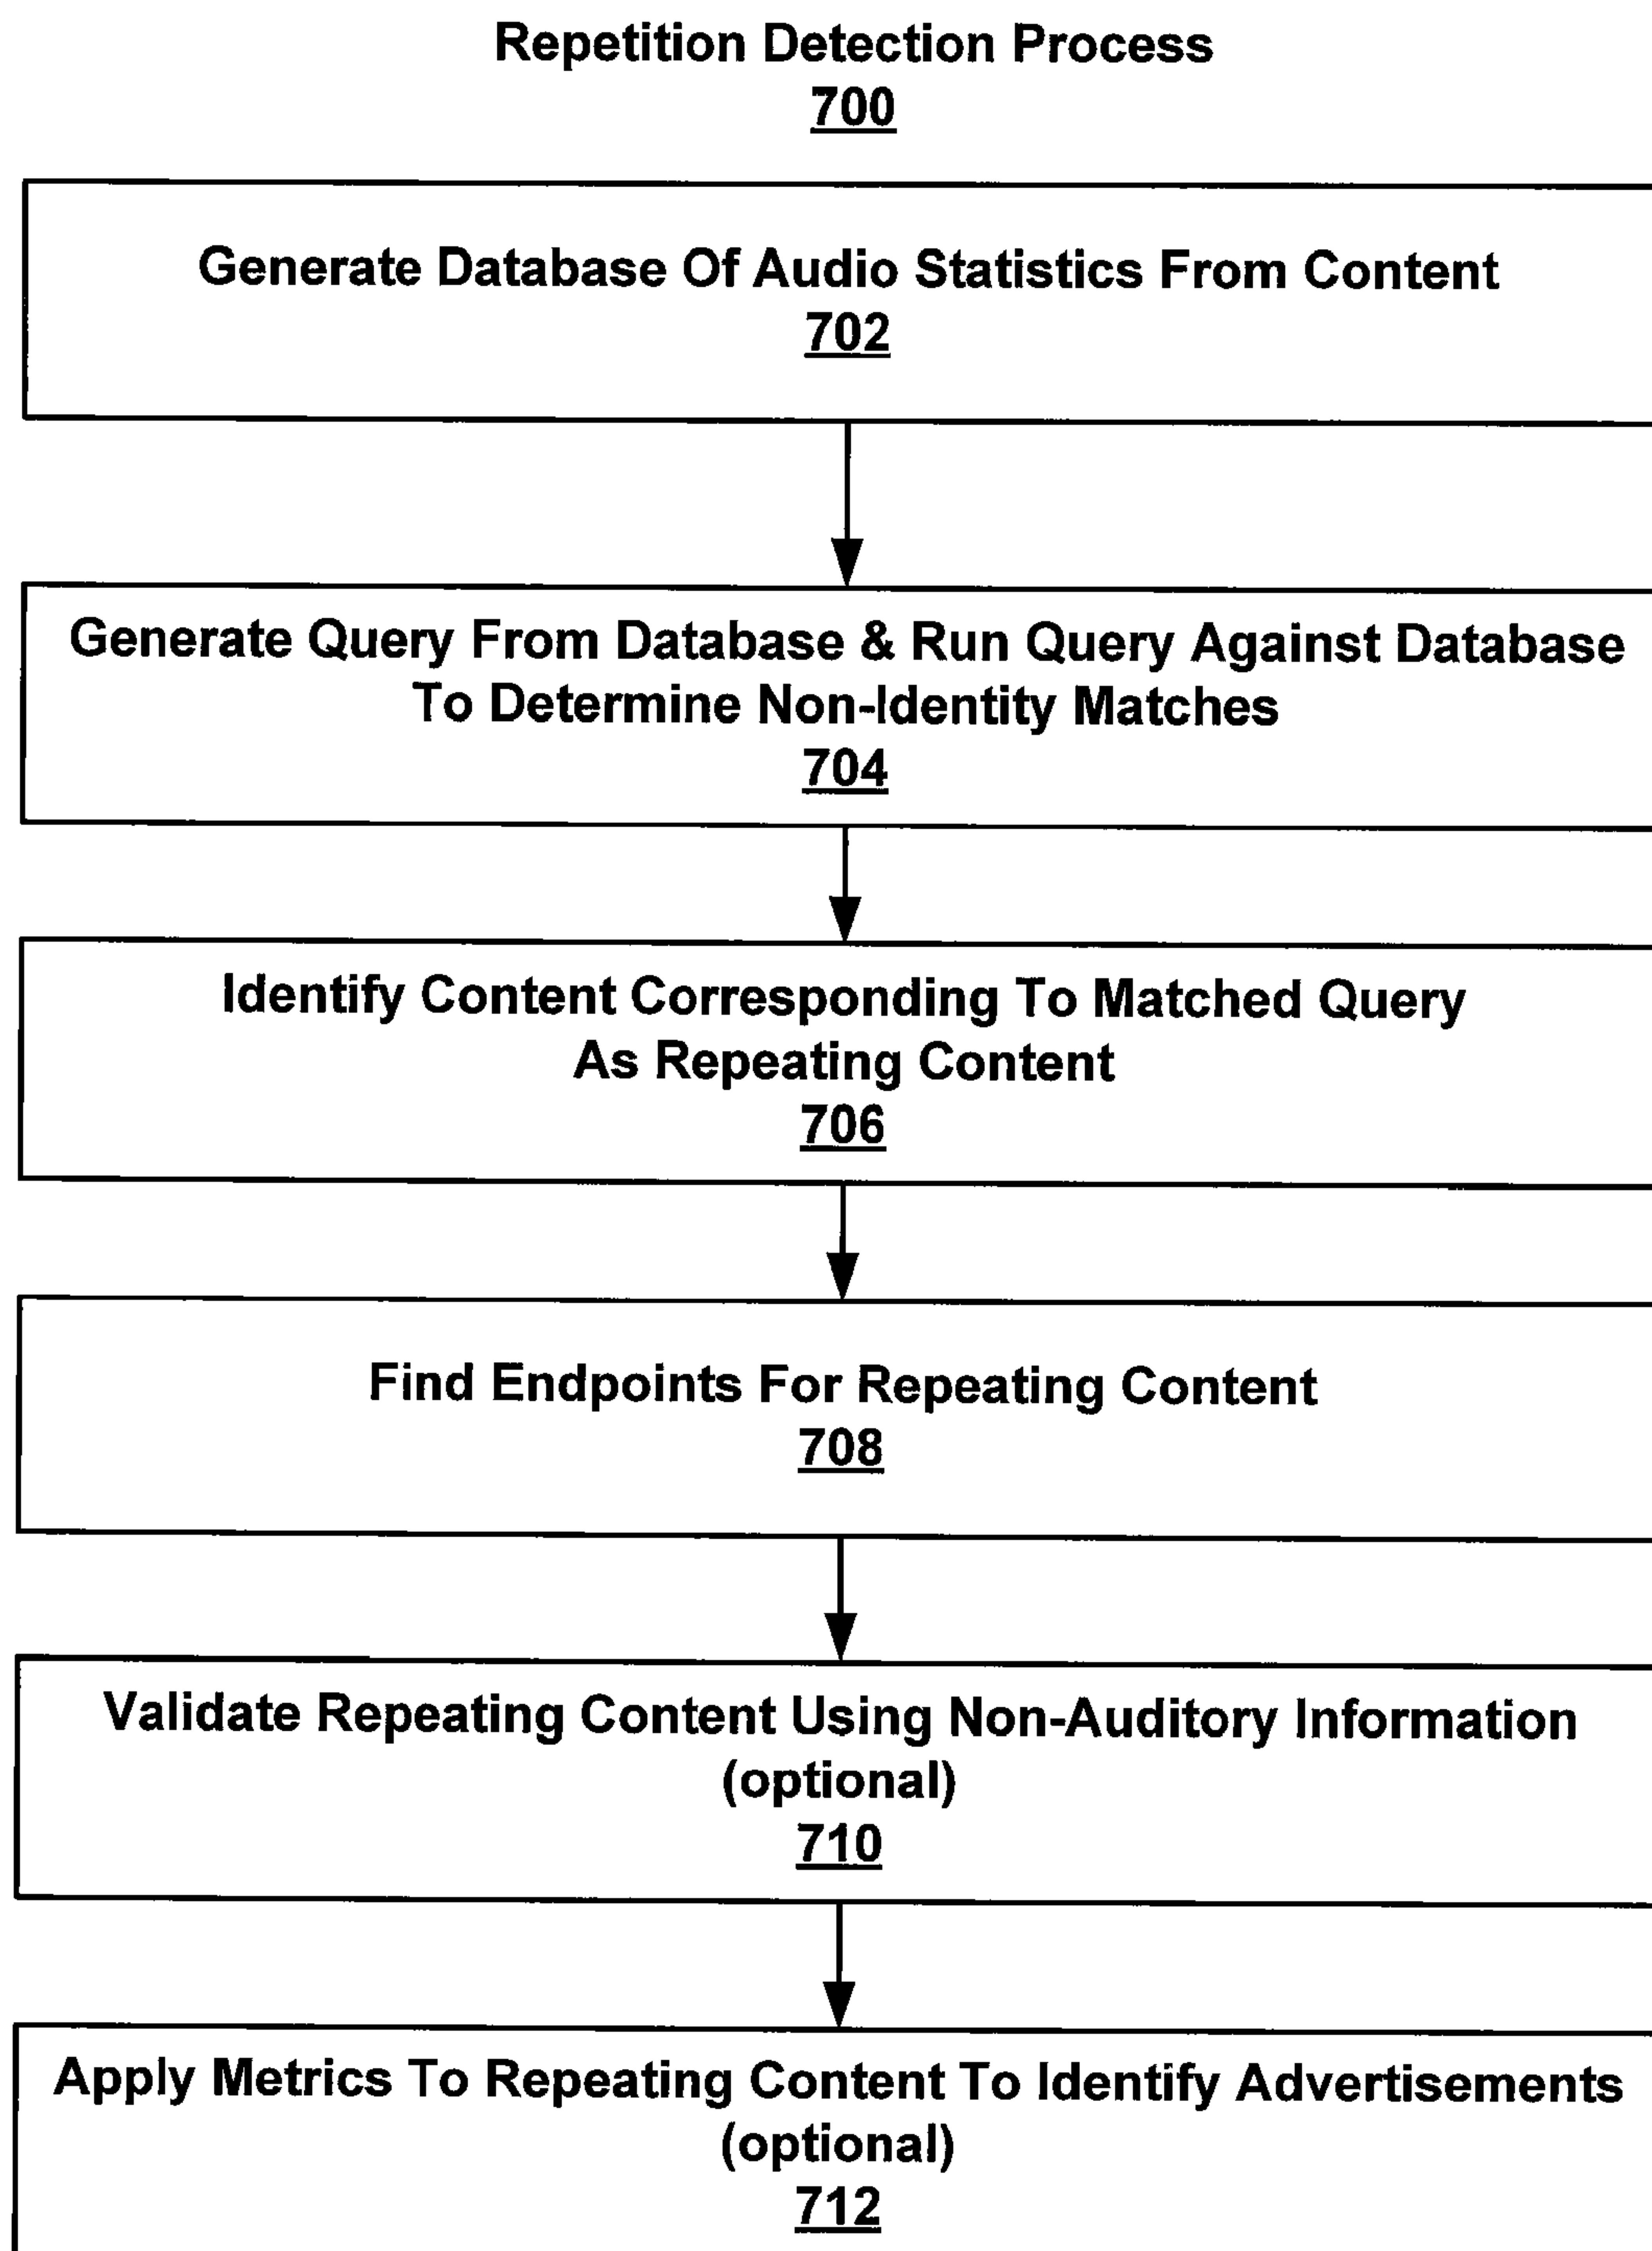 Repetition Detection Process
700
Generate Database Of Audio Statistics From Content
702
Generate Query From Database & Run Query Against Database
To Determine Non-Identity Matches
704
Identify Content Corresponding To Matched Query
As Repeating Content
706
Find Endpoints For Repeating Content
708
Validate Repeating Content Using Non-Auditory Information
(optional)
710
Apply Metrics To Repeating Content To Identify Advertisements
(optional)
712